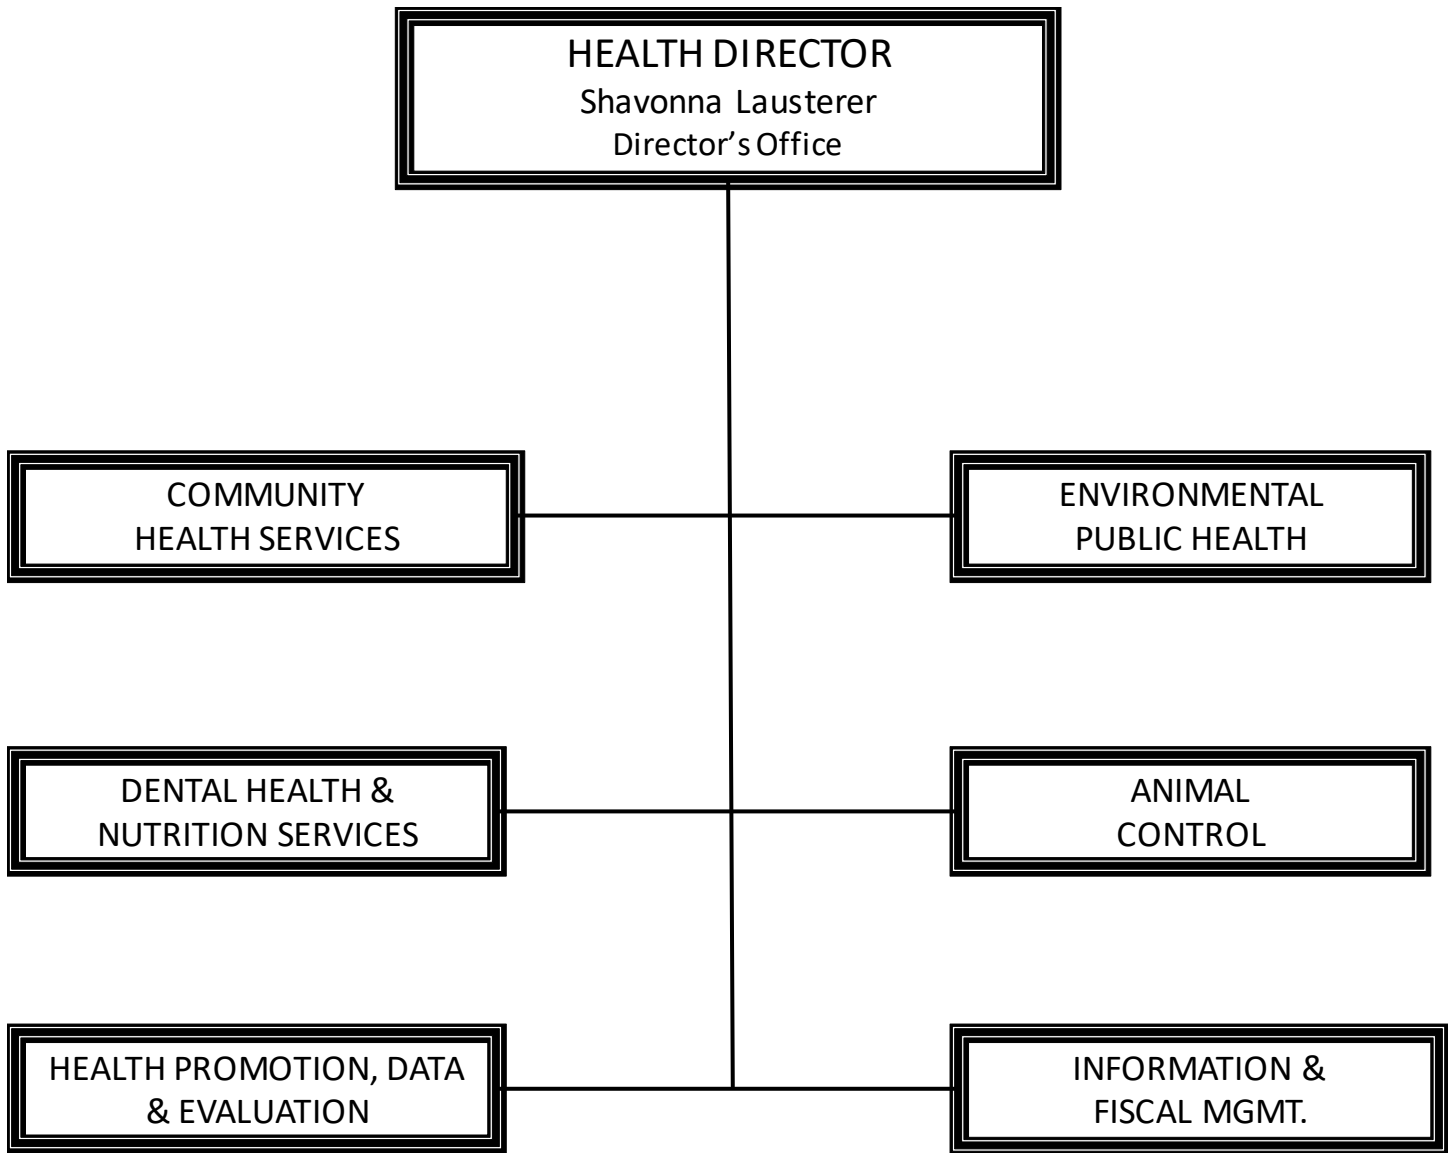 HEALTH DIRECTOR
Shavonna Lausterer
Director’s Office
COMMUNITY
HEALTH SERVICES
ENVIRONMENTAL
PUBLIC HEALTH
DENTAL HEALTH &
NUTRITION SERVICES
ANIMAL
CONTROL
HEALTH PROMOTION, DATA
& EVALUATION
INFORMATION &
FISCAL MGMT.